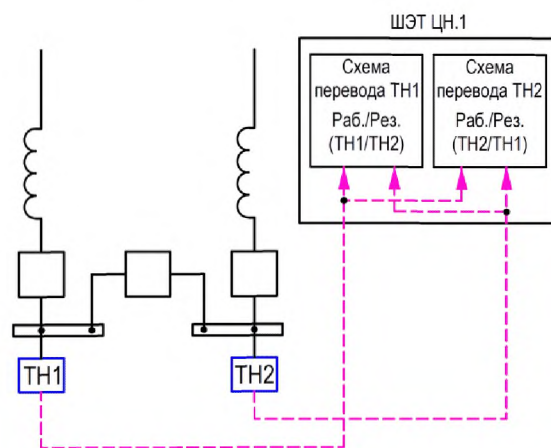 ШЭТ ЦН.1
Схема
перевода ТН1
Раб./Рез.
(ТН1/ТН2)
Схема
перевода ТН2
Раб./Рез.
(ТН2/ТН1)
ТН1
ТН2